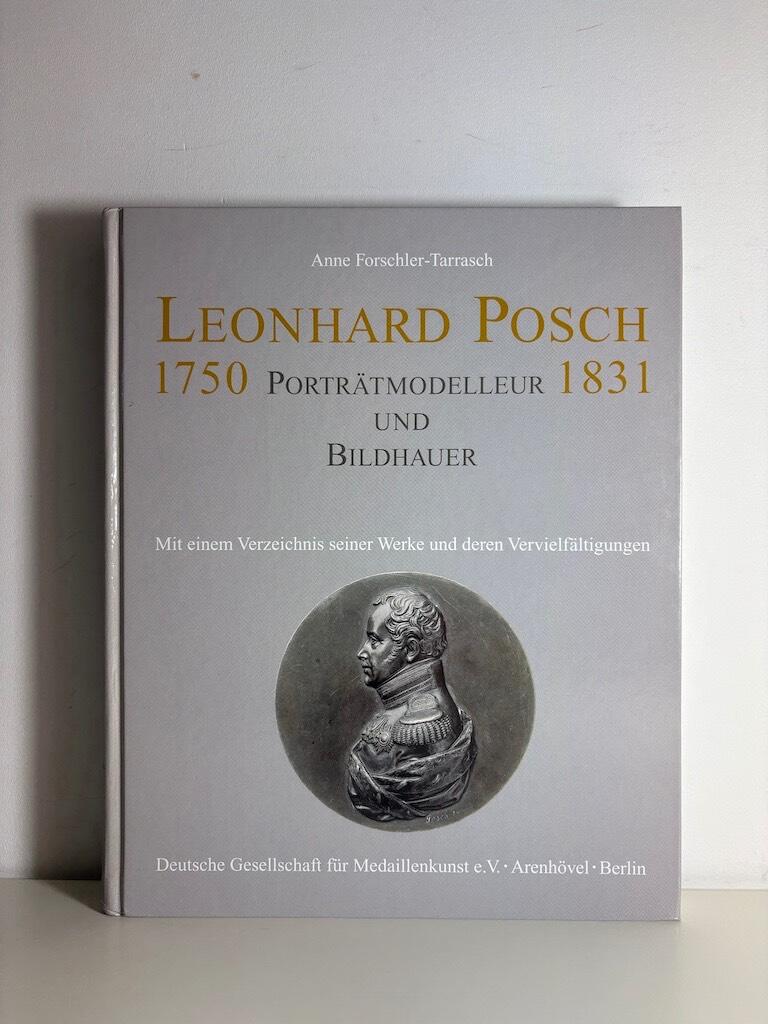 Anne Forschler-Tarrasch
LEONHARD POSCH
1750 PORTRÄTMODELLEUR 1831
UND
BILDHAUER
Mit einem Verzeichnis seiner Werke und deren Vervielfältigungen
Deutsche Gesellschaft für Medaillenkunst e.V. · Arenhövel · Berlin